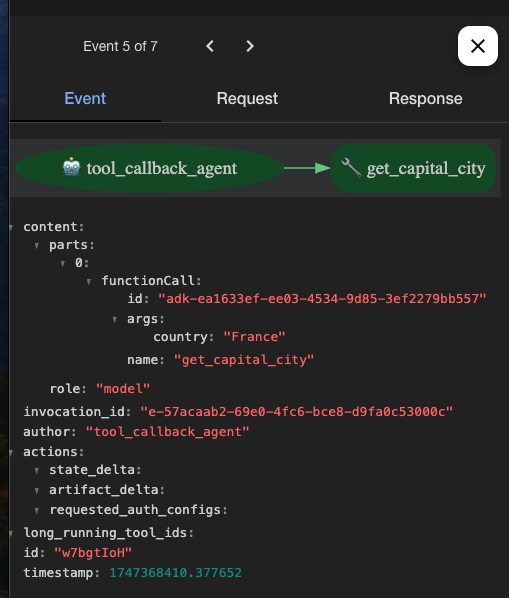 Event 5 of 7
Event Request Response
tool_callback_agent get_capital_city
content:
parts:
0:
functionCall:
id: "adk-ea1633ef-ee03-4534-9d85-3ef2279bb557"
args:
country: "France"
name: "get_capital_city"
role: "model"
invocation_id: "e-57acaab2-69e0-4fc6-bce8-d9fa0c53000c"
author: "tool_callback_agent"
actions:
state_delta:
artifact_delta:
requested_auth_configs:
long_running_tool_ids:
id: "w7bgtIoH"
timestamp: 1747368410.377652